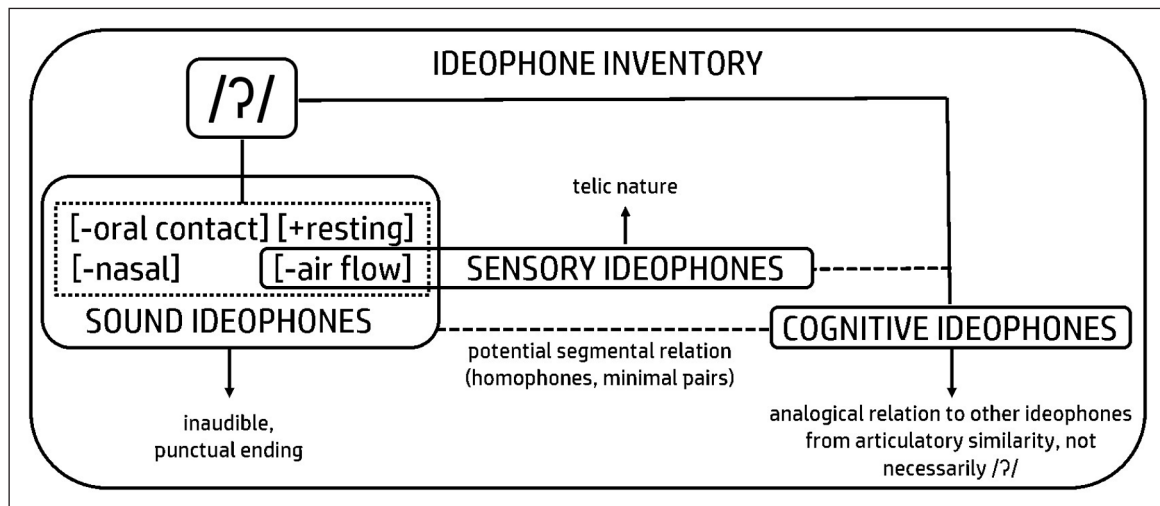 IDEOPHONE INVENTORY
/ʔ/
telic nature
[-oral contact] [+resting]
[-nasal] [-air flow] SENSORY IDEOPHONES
SOUND IDEOPHONES
COGNITIVE IDEOPHONES
potential segmental relation
(homophones, minimal pairs)
inaudible,
punctual ending
analogical relation to other ideophones
from articulatory similarity, not
necessarily /ʔ/